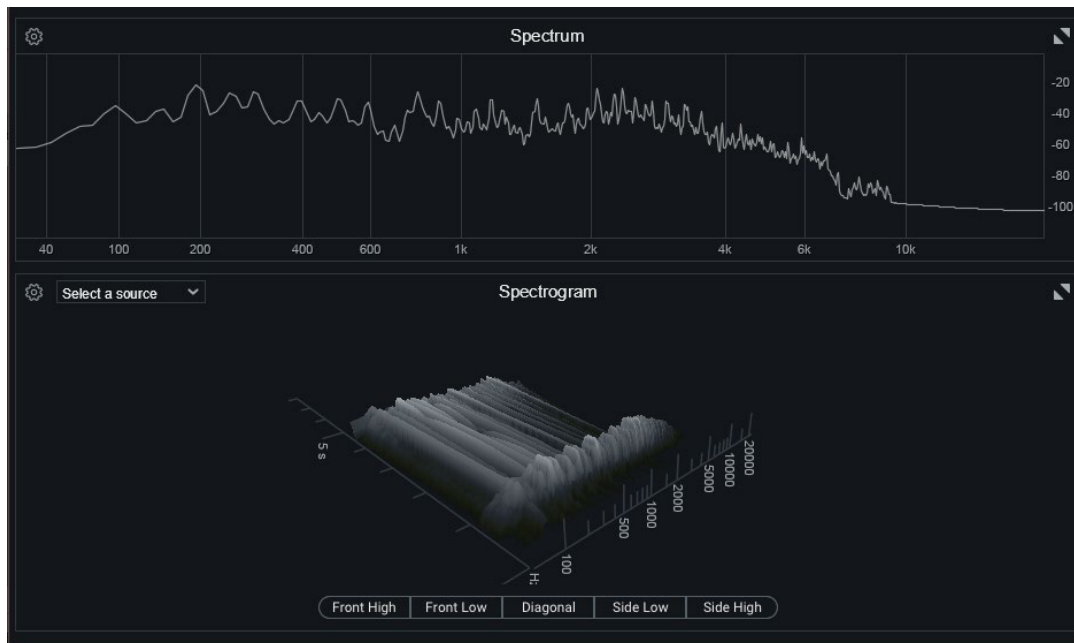 Spectrum
-20
-40
-60
-80
-100
40 100 200 400 600 1k 2k 4k 6k 10k
Select a source
Spectrogram
5 s
20000
10000
5000
2000
1000
500
100
H:
Front High Front Low Diagonal Side Low Side High